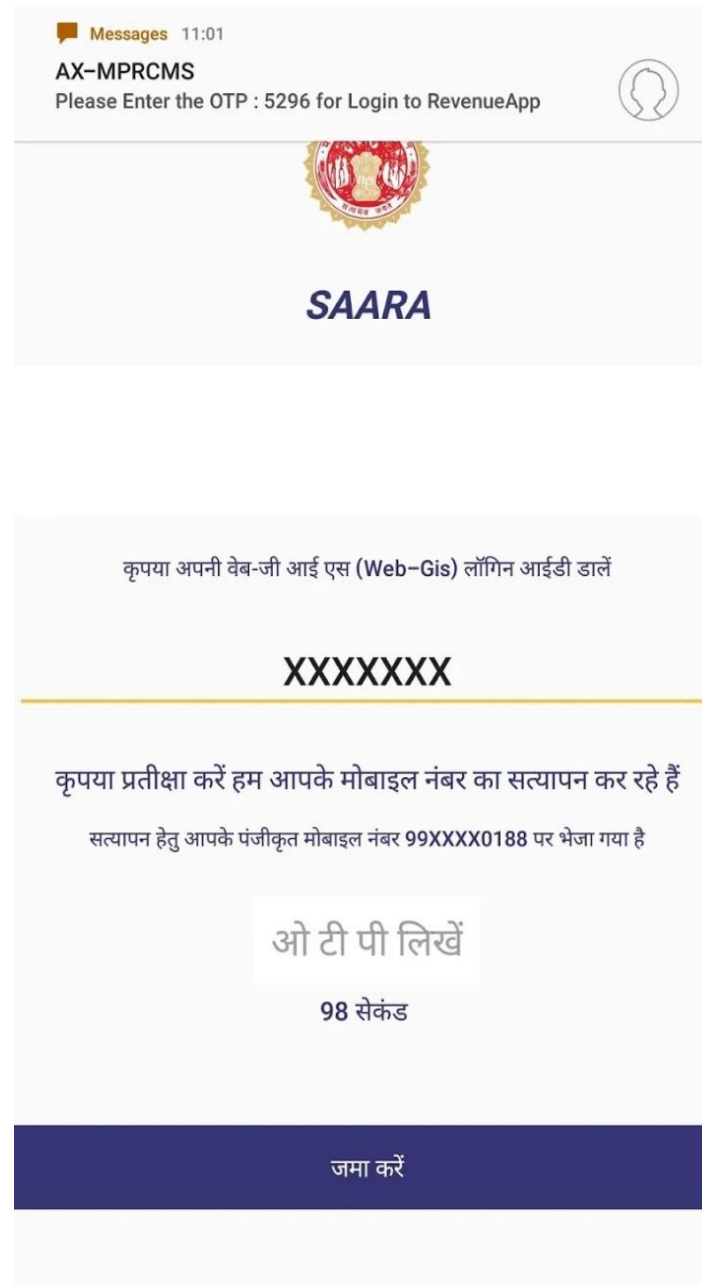 Messages 11:01
AX-MPRCMS
Please Enter the OTP : 5296 for Login to RevenueApp
SAARA
कृपया अपनी वेब-जी आई एस (Web-Gis) लॉगिन आईडी डालें
XXXXXXX
कृपया प्रतीक्षा करें हम आपके मोबाइल नंबर का सत्यापन कर रहे हैं
सत्यापन हेतु आपके पंजीकृत मोबाइल नंबर 99XXXX0188 पर भेजा गया है
ओ टी पी लिखें
98 सेकंड
जमा करें